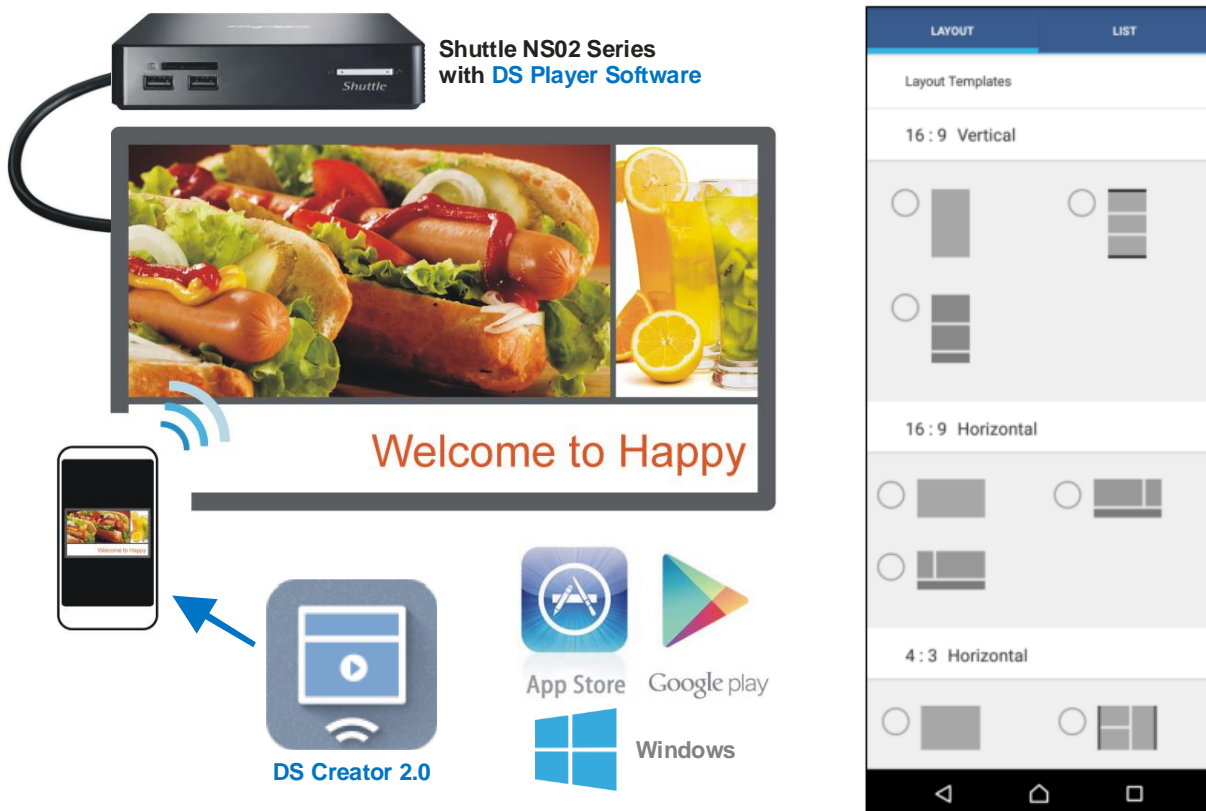 Shuttle NS02 Series
with DS Player Software
Shuttle
Welcome to Happy
Welcome to Happy
DS Creator 2.0
App Store
Google play
Windows
LAYOUT
LIST
Layout Templates
16 : 9 Vertical
16 : 9 Horizontal
4 : 3 Horizontal